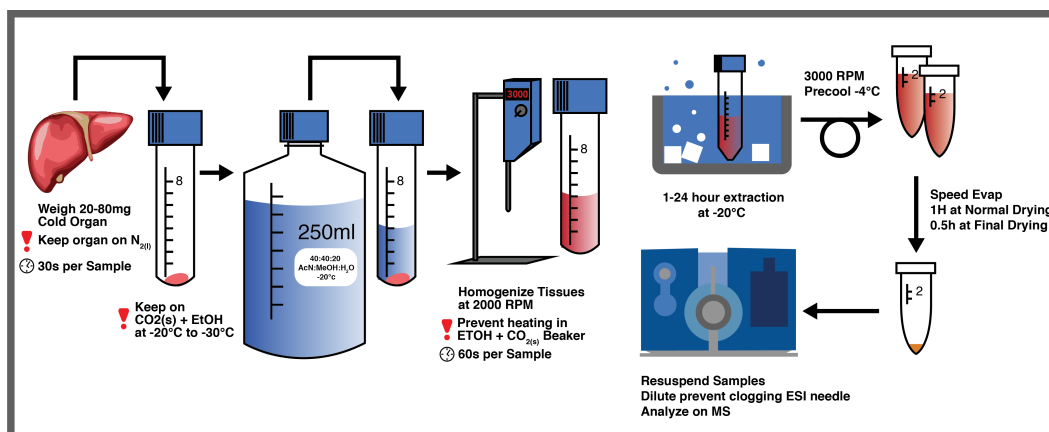 8
Weigh 20-80mg
Cold Organ
Keep organ on N2(l)
30s per Sample
Keep on
CO2(s) + EtOH
at -20°C to -30°C
250ml
40:40:20
AcN:MeOH:H2O
-20°c
8
3000
8
Homogenize Tissues
at 2000 RPM
Prevent heating in
ETOH + CO2(s) Beaker
60s per Sample
1-24 hour extraction
at -20°C
3000 RPM
Precool -4°C
2
2
Speed Evap
1H at Normal Drying
0.5h at Final Drying
2
Resuspend Samples
Dilute prevent clogging ESI needle
Analyze on MS